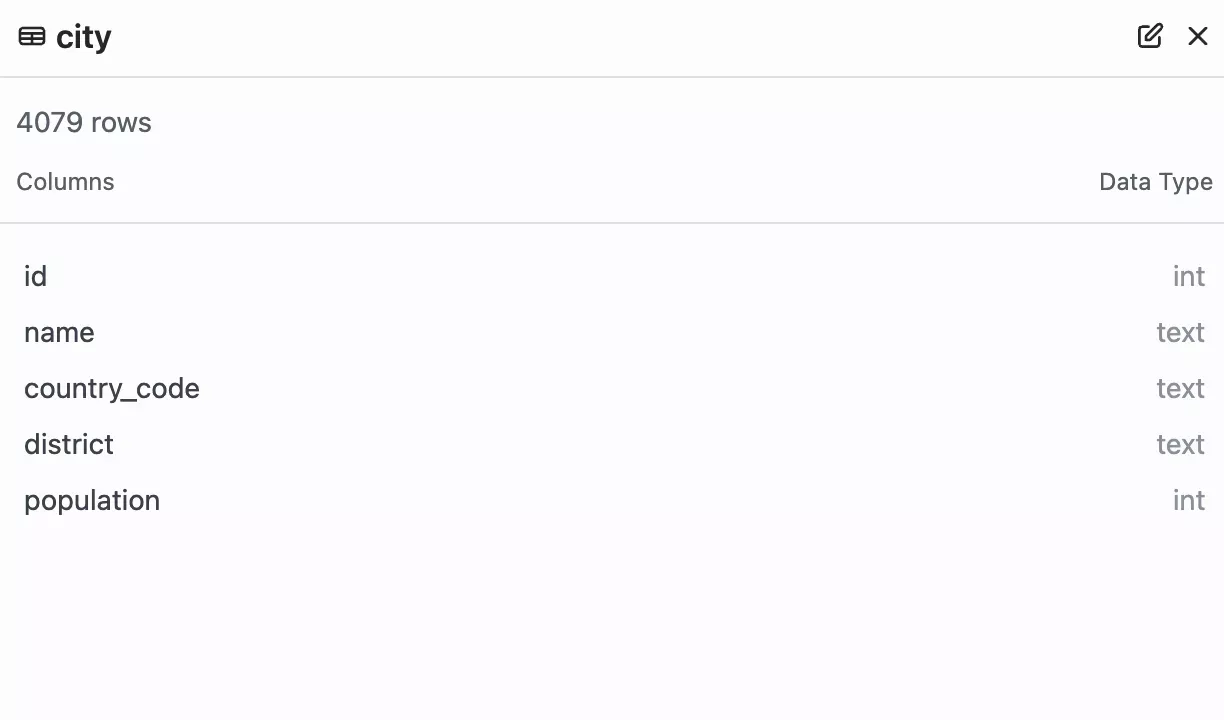 city
4079 rows
Columns Data Type
id int
name text
country_code text
district text
population int